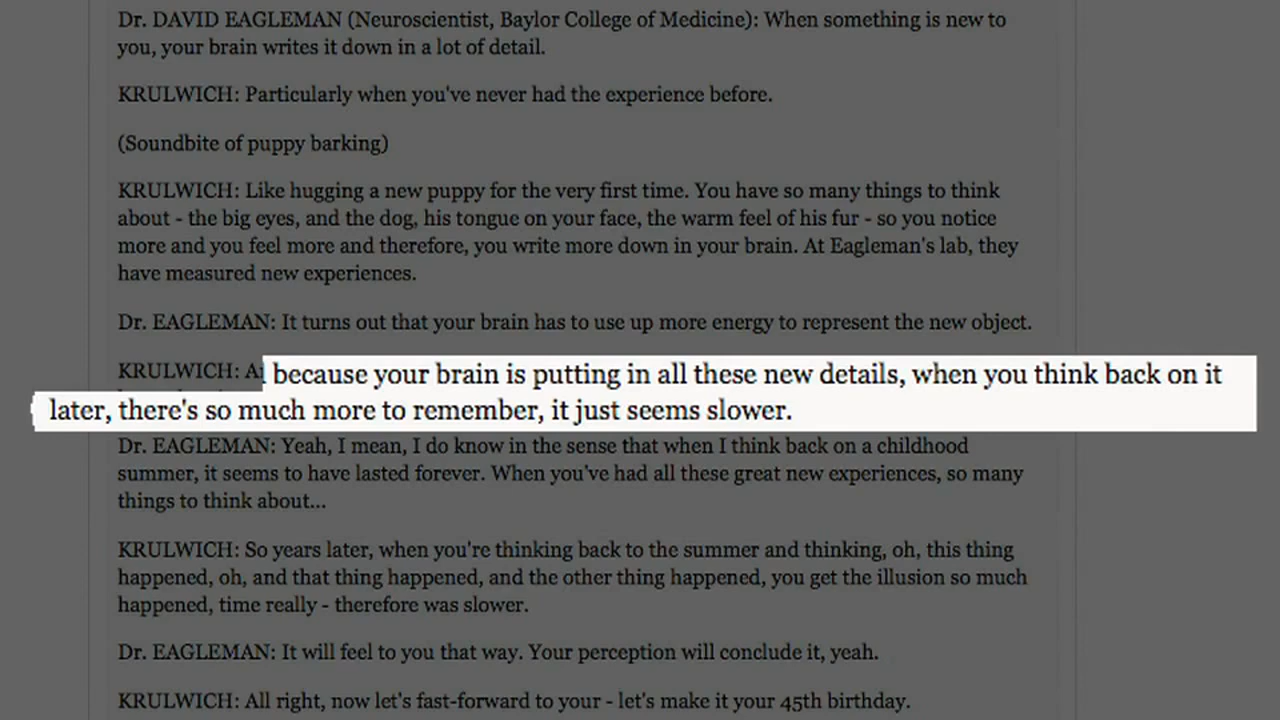 Dr. DAVID EAGLEMAN (Neuroscientist, Baylor College of Medicine): When something is new to
you, your brain writes it down in a lot of detail.
KRULWICH: Particularly when you've never had the experience before.
(Soundbite of puppy barking)
KRULWICH: Like hugging a new puppy for the very first time. You have so many things to think
about - the big eyes, and the dog, his tongue on your face, the warm feel of his fur - so you notice
more and you feel more and therefore, you write more down in your brain. At Eagleman's lab, they
have measured new experiences.
Dr. EAGLEMAN: It turns out that your brain has to use up more energy to represent the new object.
KRULWICH: because your brain is putting in all these new details, when you think back on it
later, there's so much more to remember, it just seems slower.
Dr. EAGLEMAN: Yeah, I mean, I do know in the sense that when I think back on a childhood
summer, it seems to have lasted forever. When you've had all these great new experiences, so many
things to think about...
KRULWICH: So years later, when you're thinking back to the summer and thinking, oh, this thing
happened, oh, and that thing happened, and the other thing happened, you get the illusion so much
happened, time really - therefore was slower.
Dr. EAGLEMAN: It will feel to you that way. Your perception will conclude it, yeah.
KRULWICH: All right, now let's fast-forward to your - let's make it your 45th birthday.